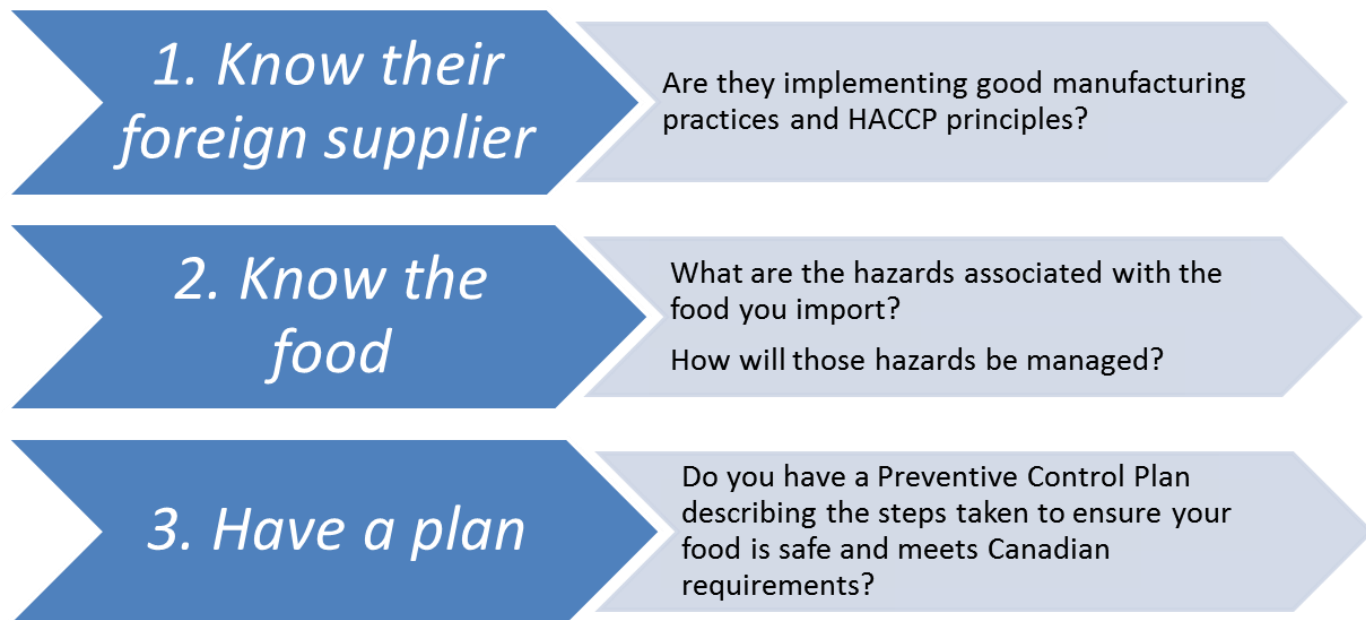 1. Know their
foreign supplier
Are they implementing good manufacturing
practices and HACCP principles?
2. Know the
food
What are the hazards associated with the
food you import?
How will those hazards be managed?
3. Have a plan
Do you have a Preventive Control Plan
describing the steps taken to ensure your
food is safe and meets Canadian
requirements?